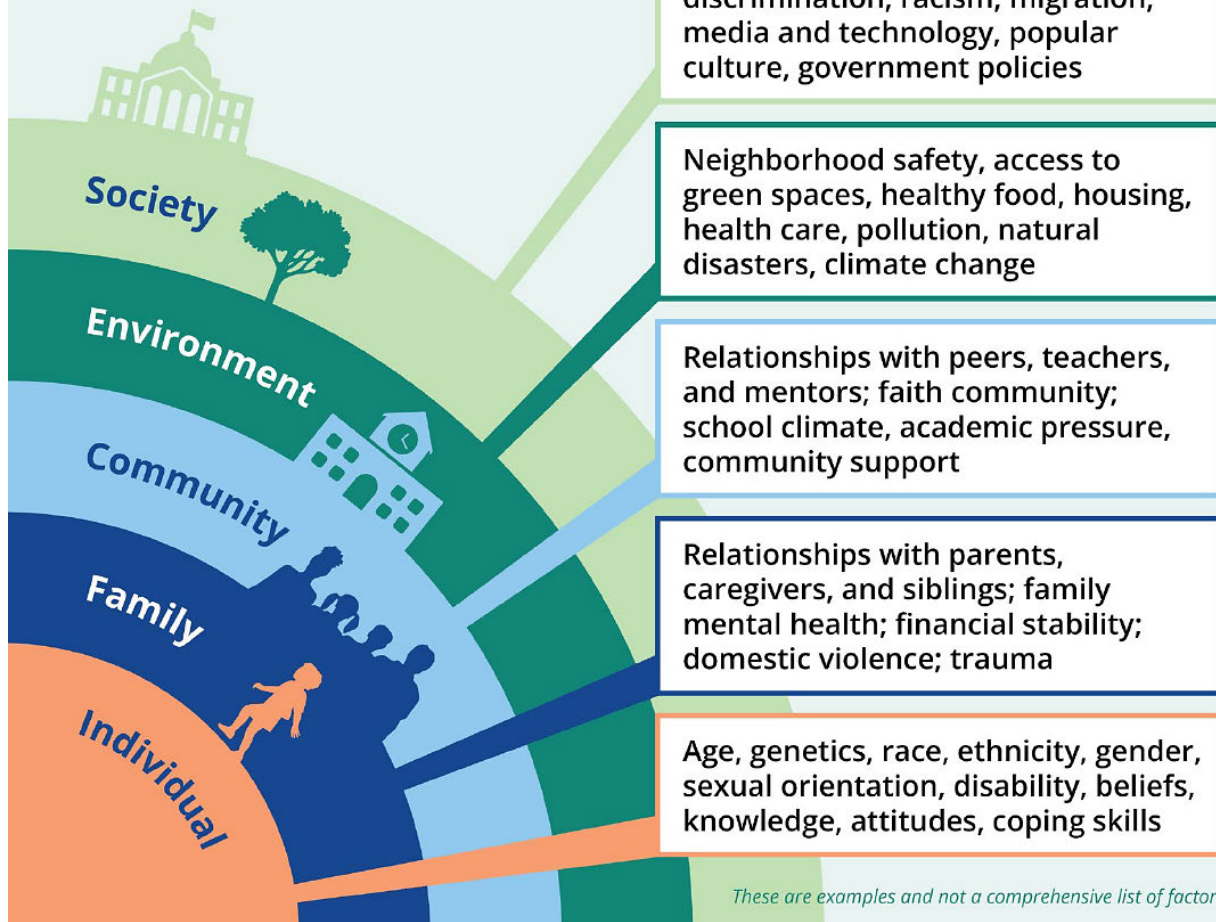 discrimination, racism, migration,
media and technology, popular
culture, government policies
Society
Neighborhood safety, access to
green spaces, healthy food, housing,
health care, pollution, natural
disasters, climate change
Environment
Relationships with peers, teachers,
and mentors; faith community;
school climate, academic pressure,
community support
Community
Relationships with parents,
caregivers, and siblings; family
mental health; financial stability;
domestic violence; trauma
Family
Age, genetics, race, ethnicity, gender,
sexual orientation, disability, beliefs,
knowledge, attitudes, coping skills
Individual
These are examples and not a comprehensive list of factor